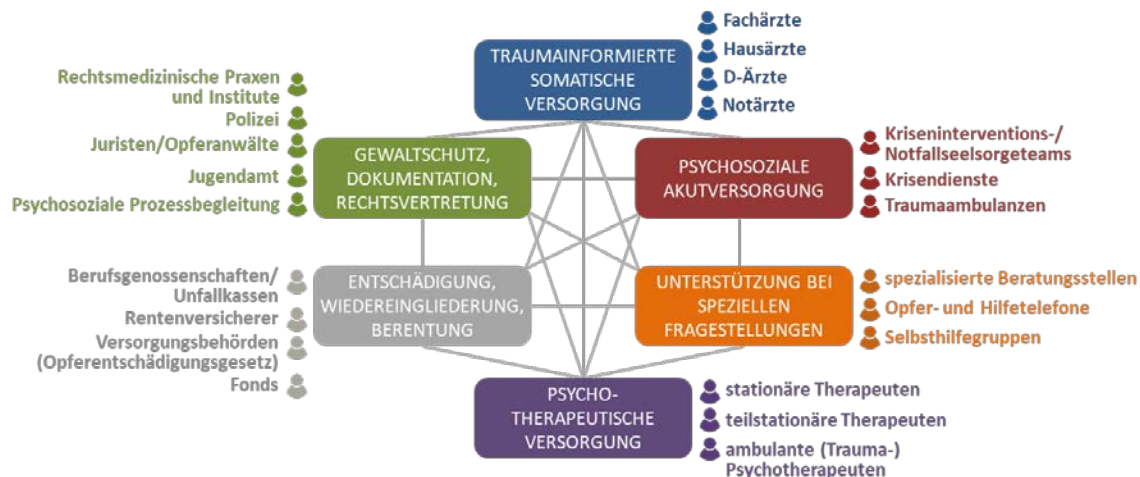 TRAUMAINFORMIERTE
SOMATISCHE
VERSORGUNG
Fachärzte
Hausärzte
D-Ärzte
Notärzte
Rechtsmedizinische Praxen
und Institute
Polizei
Juristen/Opferanwälte
Jugendamt
Psychosoziale Prozessbegleitung
GEWALTSCHUTZ,
DOKUMENTATION,
RECHTSVERTRETUNG
PSYCHOSOZIALE
AKUTVERSORGUNG
Kriseninterventions-/
Notfallseelsorgeteams
Krisendienste
Traumaambulanzen
Berufsgenossenschaften/
Unfallkassen
Rentenversicherer
Versorgungsbehörden
(Opferentschädigungsgesetz)
Fonds
ENTSCHÄDIGUNG,
WIEDEREINGLIEDERUNG,
BERENTUNG
UNTERSTÜTZUNG BEI
SPEZIELLEN
FRAGESTELLUNGEN
spezialisierte Beratungsstellen
Opfer- und Hilfetelefone
Selbsthilfegruppen
PSYCHO-
THERAPEUTISCHE
VERSORGUNG
stationäre Therapeuten
teilstationäre Therapeuten
ambulante (Trauma-)
Psychotherapeuten